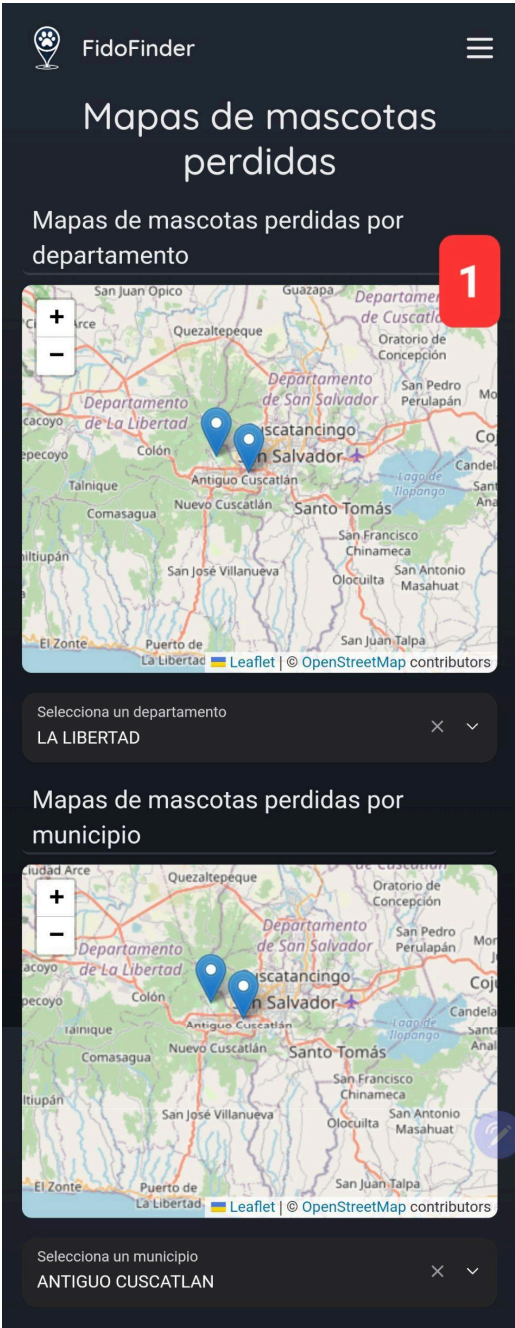 FidoFinder
Mapas de mascotas
perdidas
Mapas de mascotas perdidas por
departamento
1
San Juan Opico
Guazapa
+
−
Quezaltepeque
Oratorio de
Concepción
Departamento
de San Salvador
San Pedro
Perulapán
Departamento
de La Libertad
Colón
Antiguo Cuscatlán
Talnique
Comasagua
Nuevo Cuscatlán
Santo Tomás
Lago de
Ilopango
San Francisco
Chinameca
San José Villanueva
Olocuilta
San Antonio
Masahuat
El Zonte
Puerto de
La Libertad
San Juan Talpa
Leaflet | © OpenStreetMap contributors
Selecciona un departamento
LA LIBERTAD
Mapas de mascotas perdidas por
municipio
Ciudad Arce
Quezaltepeque
+
−
Oratorio de
Concepción
Departamento
de San Salvador
San Pedro
Perulapán
Departamento
de La Libertad
Colón
Talnique
Antiguo Cuscatlán
Comasagua
Nuevo Cuscatlán
Santo Tomás
Lago de
Ilopango
San Francisco
Chinameca
San José Villanueva
Olocuilta
San Antonio
Masahuat
El Zonte
Puerto de
La Libertad
San Juan Talpa
Leaflet | © OpenStreetMap contributors
Selecciona un municipio
ANTIGUO CUSCATLAN